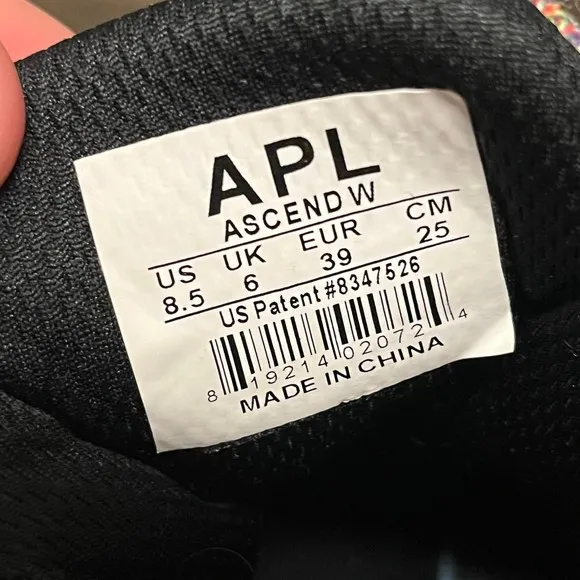 APL
ASCEND W
US UK EUR CM
8.5 6 39 25
US Patent #8347526
8 19214 02072 4
MADE IN CHINA